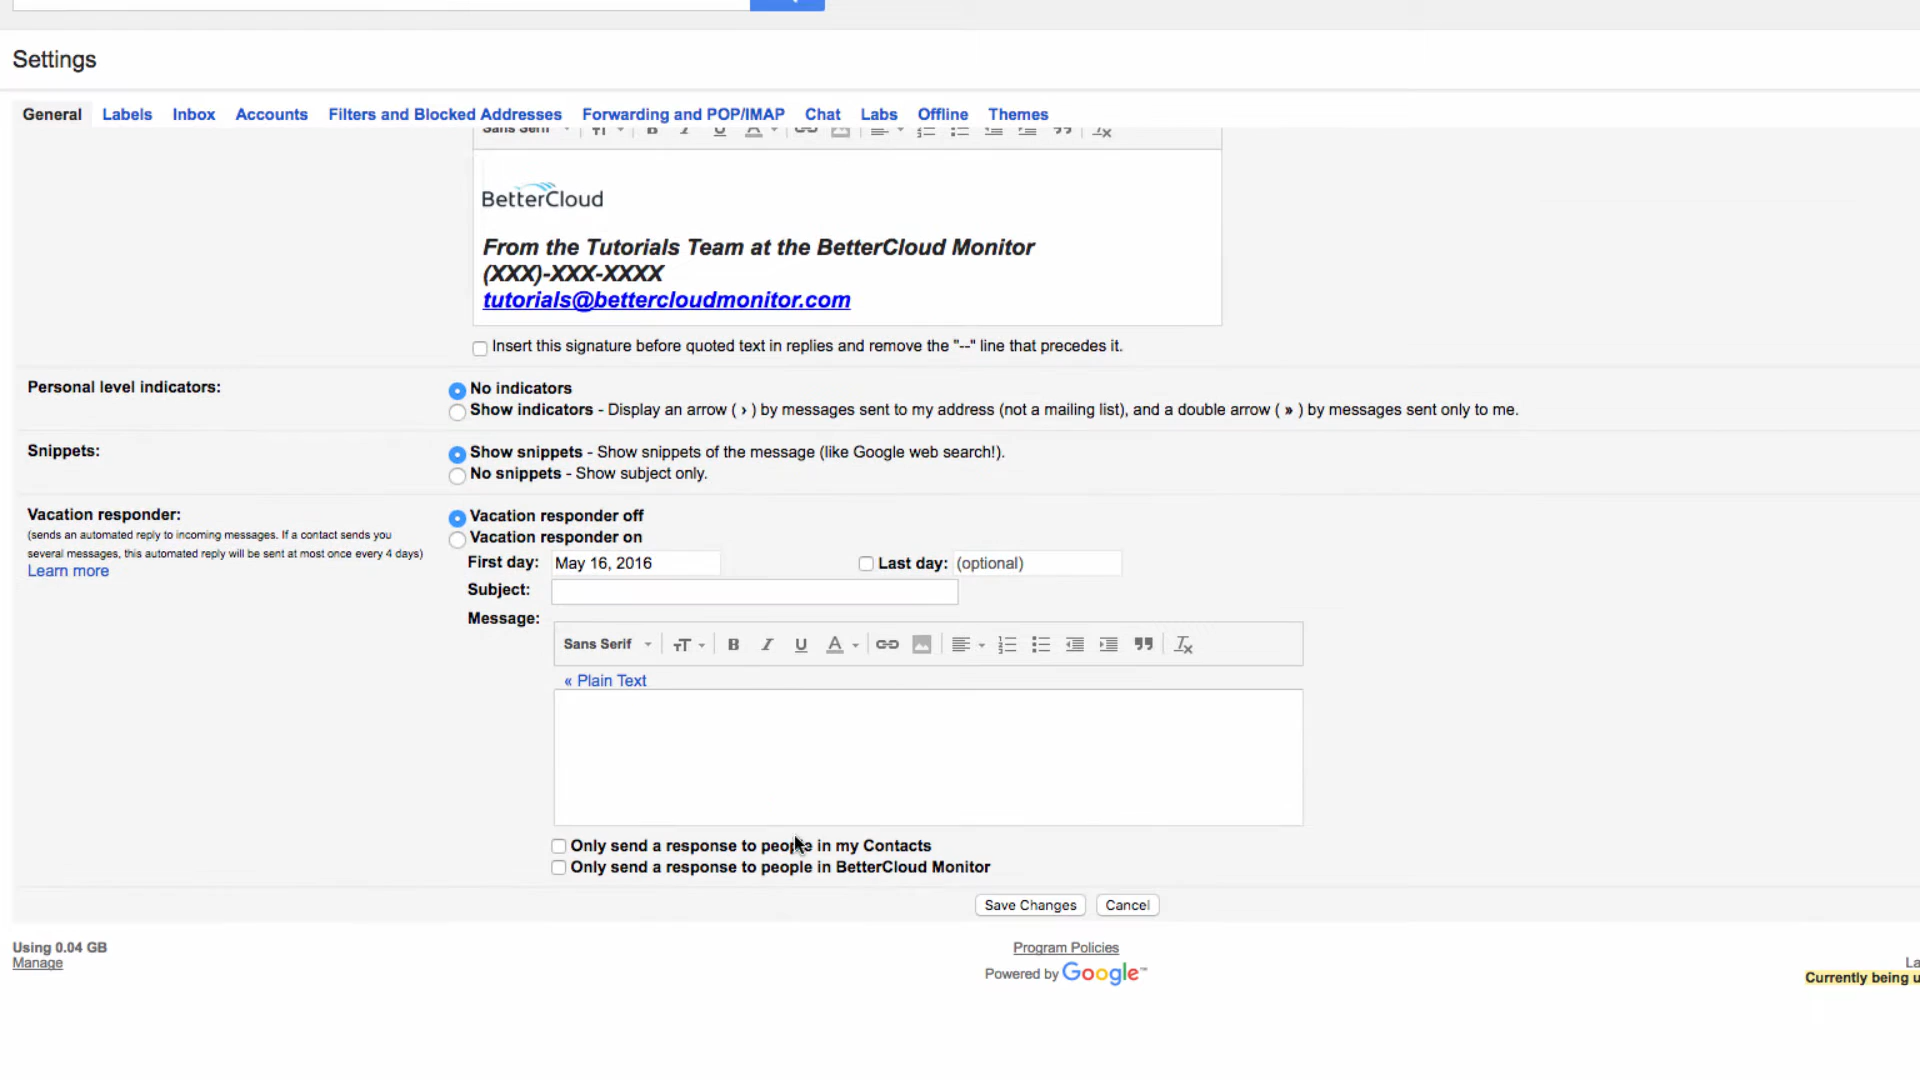 Settings
General Labels Inbox Accounts Filters and Blocked Addresses Forwarding and POP/IMAP Chat Labs Offline Themes
Sans Serif
BetterCloud
From the Tutorials Team at the BetterCloud Monitor
(XXX)-XXX-XXXX
tutorials@bettercloudmonitor.com
Insert this signature before quoted text in replies and remove the "--" line that precedes it.
Personal level indicators:
No indicators
Show indicators - Display an arrow ( › ) by messages sent to my address (not a mailing list), and a double arrow ( » ) by messages sent only to me.
Snippets:
Show snippets - Show snippets of the message (like Google web search!).
No snippets - Show subject only.
Vacation responder:
(sends an automated reply to incoming messages. If a contact sends you
several messages, this automated reply will be sent at most once every 4 days)
Learn more
Vacation responder off
Vacation responder on
First day: May 16, 2016 Last day: (optional)
Subject:
Message:
Sans Serif
« Plain Text
Only send a response to people in my Contacts
Only send a response to people in BetterCloud Monitor
Save Changes Cancel
Using 0.04 GB
Manage
Program Policies
Powered by Google™
La
Currently being u